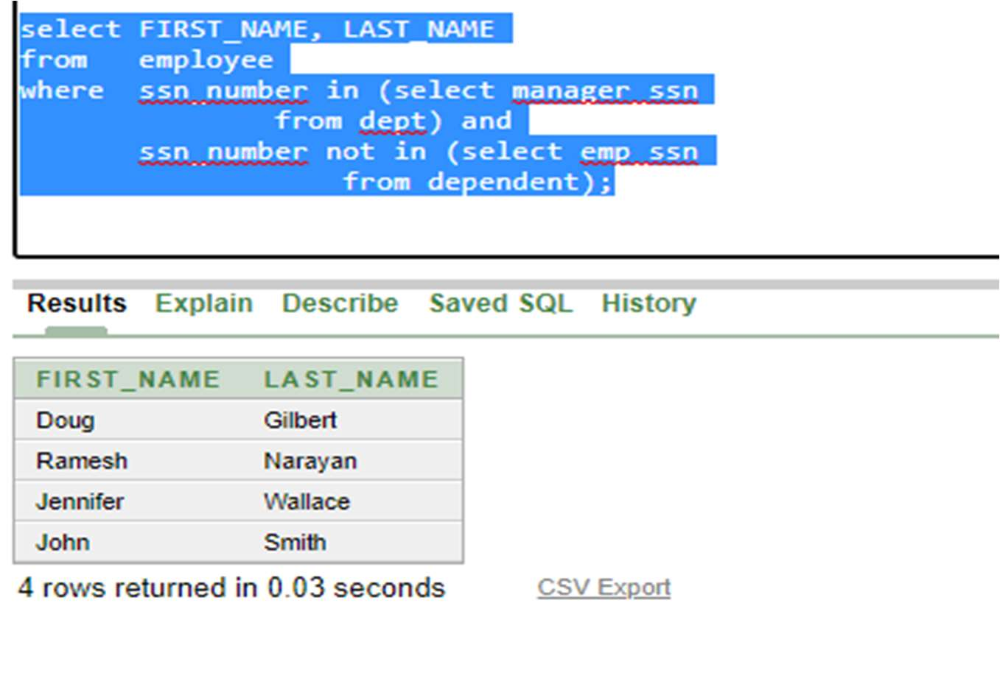 select FIRST_NAME, LAST_NAME
from   employee
where  ssn_number in (select manager_ssn
               from dept) and
       ssn_number not in (select emp_ssn
                   from dependent);
Results Explain Describe Saved SQL History
FIRST_NAME LAST_NAME
Doug Gilbert
Ramesh Narayan
Jennifer Wallace
John Smith
4 rows returned in 0.03 seconds CSV Export